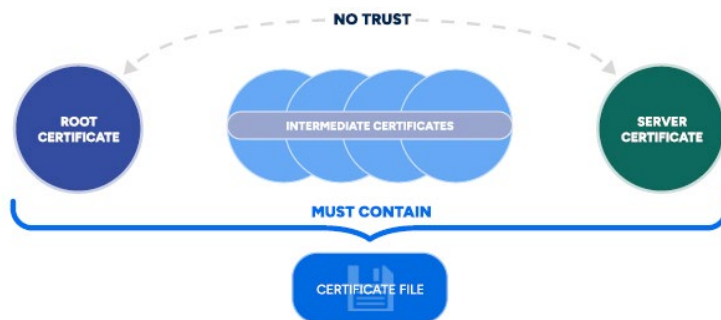 NO TRUST
ROOT
CERTIFICATE
INTERMEDIATE CERTIFICATES
SERVER
CERTIFICATE
MUST CONTAIN
CERTIFICATE FILE